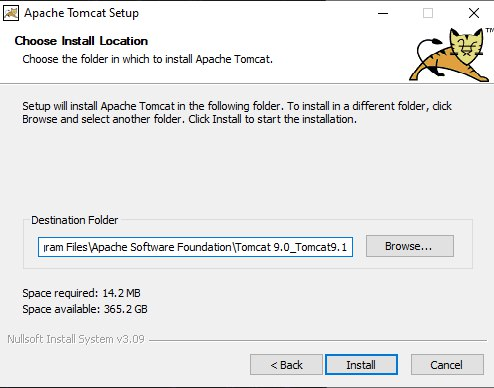 Apache Tomcat Setup
Choose Install Location
Choose the folder in which to install Apache Tomcat.
TM
Setup will install Apache Tomcat in the following folder. To install in a different folder, click
Browse and select another folder. Click Install to start the installation.
Destination Folder
ram Files\Apache Software Foundation\Tomcat 9.0_Tomcat9.1
Browse...
Space required: 14.2 MB
Space available: 365.2 GB
Nullsoft Install System v3.09
< Back
Install
Cancel